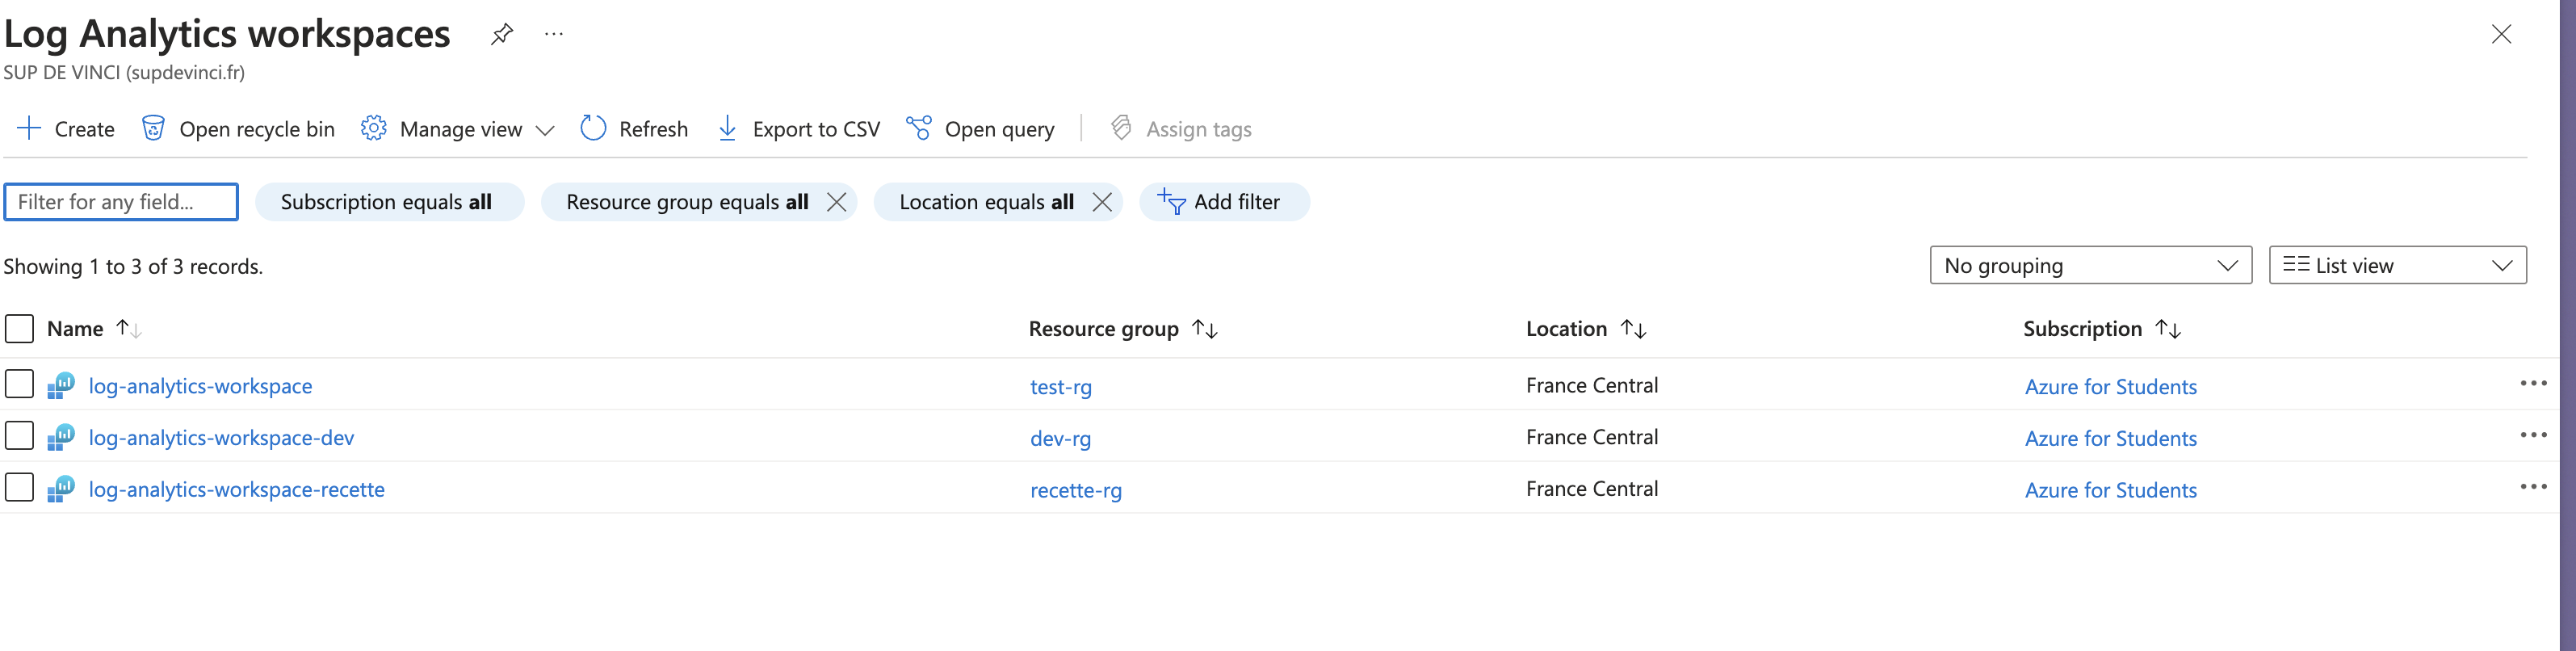 Log Analytics workspaces
SUP DE VINCI (supdevinci.fr)
Create Open recycle bin Manage view Refresh Export to CSV Open query Assign tags
Filter for any field... Subscription equals all Resource group equals all Location equals all Add filter
Showing 1 to 3 of 3 records. No grouping List view
Name Resource group Location Subscription
log-analytics-workspace test-rg France Central Azure for Students
log-analytics-workspace-dev dev-rg France Central Azure for Students
log-analytics-workspace-recette recette-rg France Central Azure for Students